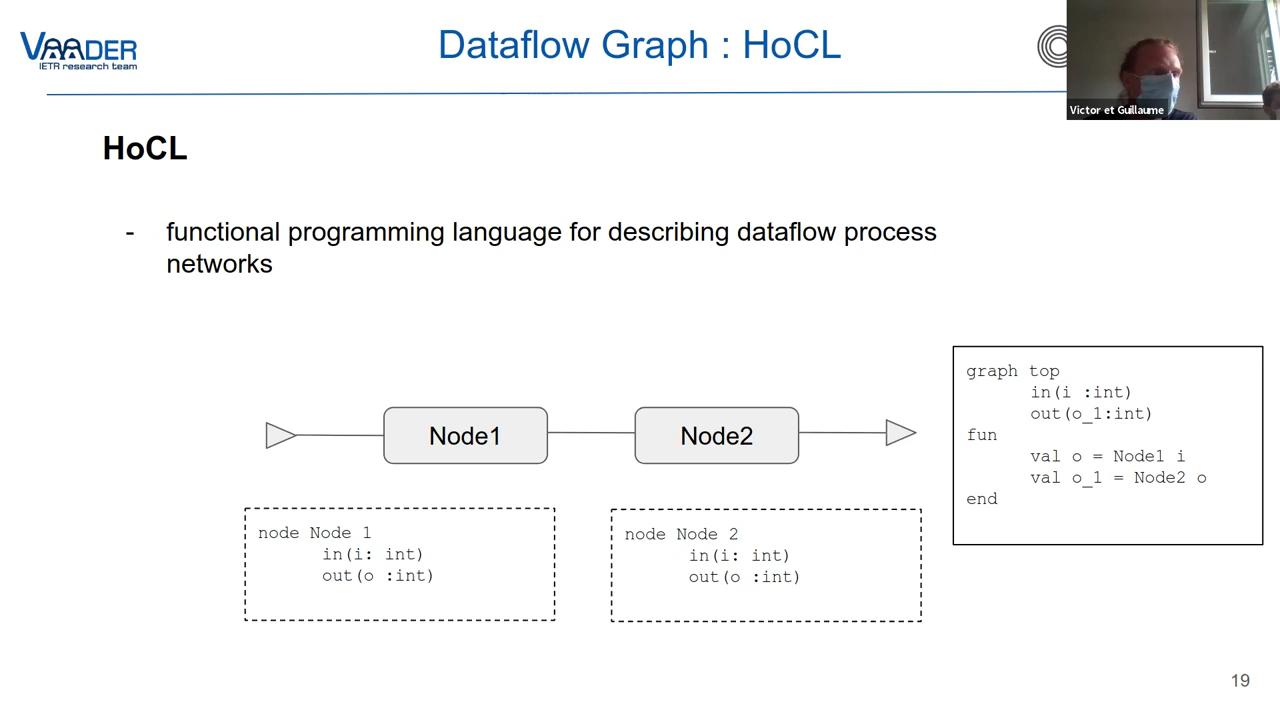 VAADER
IETR research team
Dataflow Graph : HoCL
Victor et Guillaume
HoCL
- functional programming language for describing dataflow process
networks
Node1
Node2
graph top
in(i :int)
out(o_1:int)
fun
val o = Node1 i
val o_1 = Node2 o
end
node Node 1
in(i: int)
out(o :int)
node Node 2
in(i: int)
out(o :int)
19